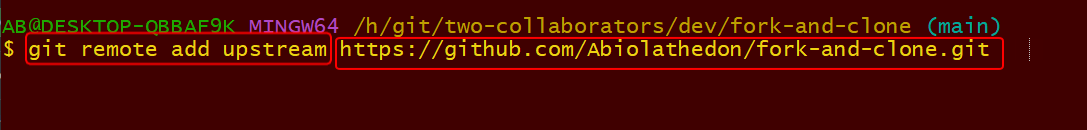 AB@DESKTOP-QBBAF9K MINGW64 /h/git/two-collaborators/dev/fork-and-clone (main)
$ git remote add upstream https://github.com/Abiolathedon/fork-and-clone.git